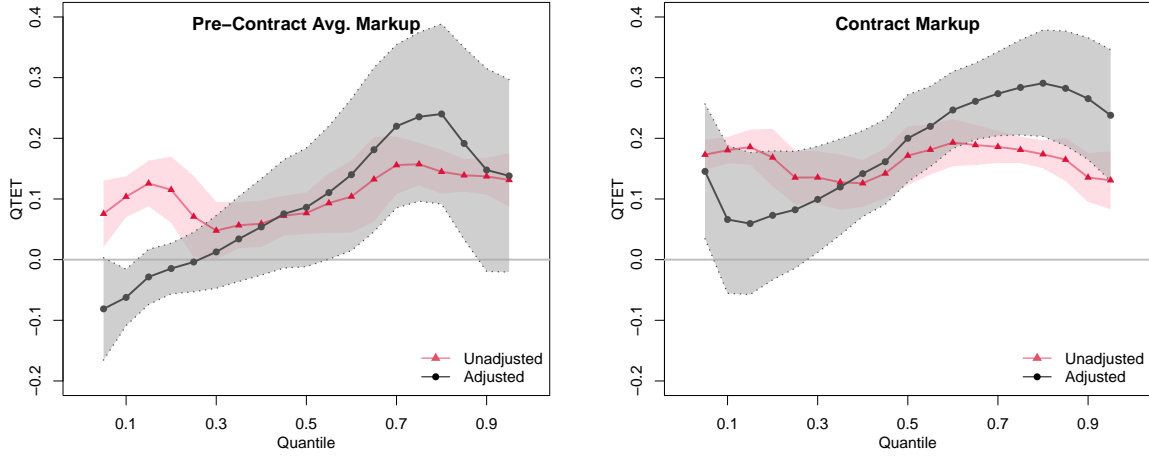 Pre−Contract Avg. Markup
QTET
0.4
0.3
0.2
0.1
0.0
−0.1
−0.2
Unadjusted
Adjusted
0.1 0.3 0.5 0.7 0.9
Quantile
Contract Markup
QTET
0.4
0.3
0.2
0.1
0.0
−0.1
−0.2
Unadjusted
Adjusted
0.1 0.3 0.5 0.7 0.9
Quantile